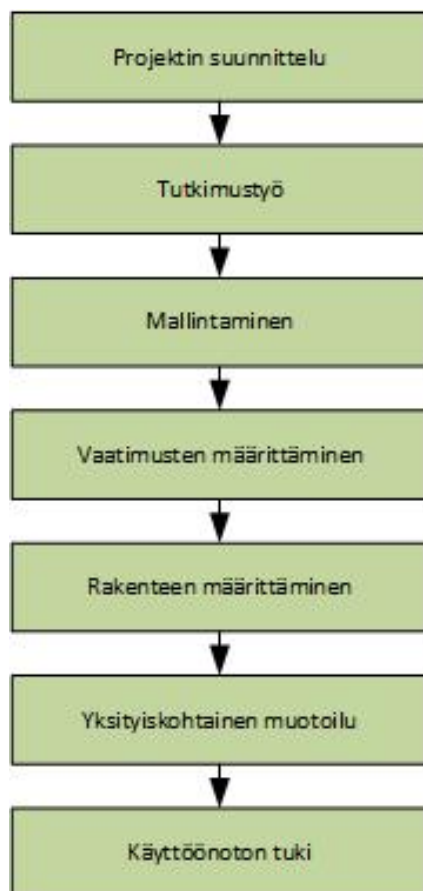 Projektin suunnittelu
Tutkimustyö
Mallintaminen
Vaatimusten määrittäminen
Rakenteen määrittäminen
Yksityiskohtainen muotoilu
Käyttöönoton tuki